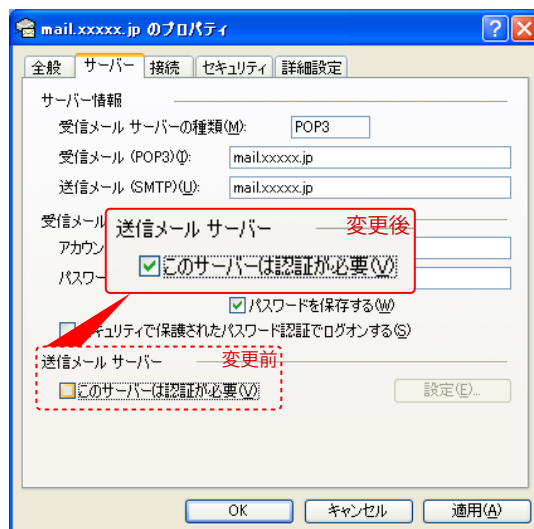 mail.xxxxx.jp のプロパティ
全般 サーバー 接続 セキュリティ 詳細設定
サーバー情報
受信メール サーバーの種類(M): POP3
受信メール (POP3)(I): mail.xxxxx.jp
送信メール (SMTP)(U): mail.xxxxx.jp
受信メール
送信メール サーバー 変更後
このサーバーは認証が必要(V)
アカウン
パスワー
パスワードを保存する(W)
キュリティで保護されたパスワード認証でログオンする(S)
送信メール サーバー 変更前
このサーバーは認証が必要(V) 設定(E)...
OK キャンセル 適用(A)